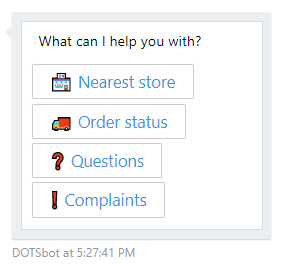 What can I help you with?
🏪 Nearest store
🚚 Order status
❓ Questions
❗ Complaints
DOTSbot at 5:27:41 PM